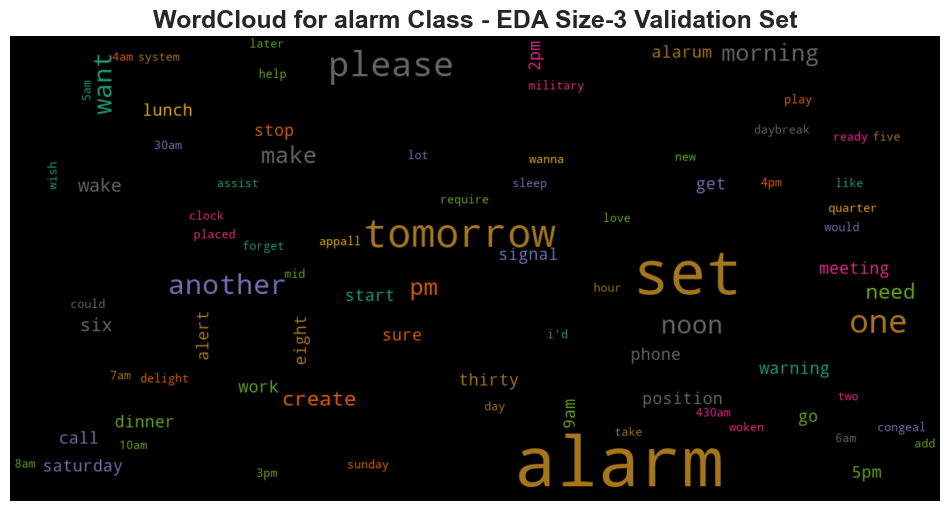 WordCloud for alarm Class - EDA Size-3 Validation Set
later
4am system
want
5am
please
2pm
alarum morning
help
military
lunch
play
stop
daybreak
ready five
30am
make
lot
wanna
new
wish
wake
assist
sleep
get
4pm
like
require
quarter
clock
love
would
placed
tomorrow
forget
appall
signal
set
meeting
mid
another
start
pm
hour
need
could
six
alert
eight
sure
i'd
noon
one
phone
warning
7am
delight
work
thirty
create
day
9am
position
two
430am
go
dinner
take
woken
congeal
call
10am
6am
add
alarm
8am
saturday
3pm
sunday
5pm